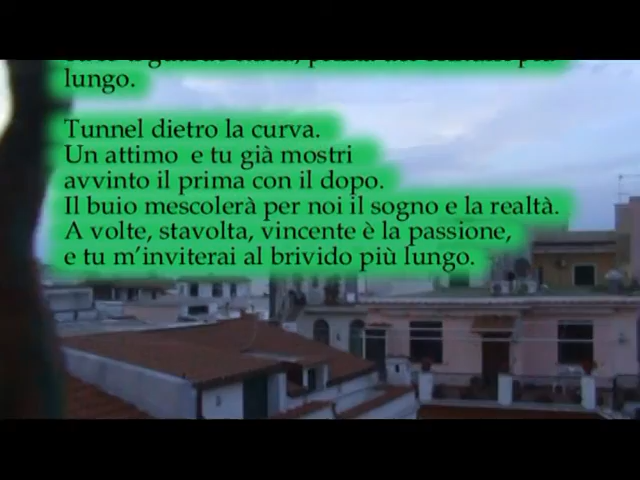 lungo.
Tunnel dietro la curva.
Un attimo e tu già mostri
avvinto il prima con il dopo.
Il buio mescolerà per noi il sogno e la realtà.
A volte, stavolta, vincente è la passione,
e tu m'inviterai al brivido più lungo.